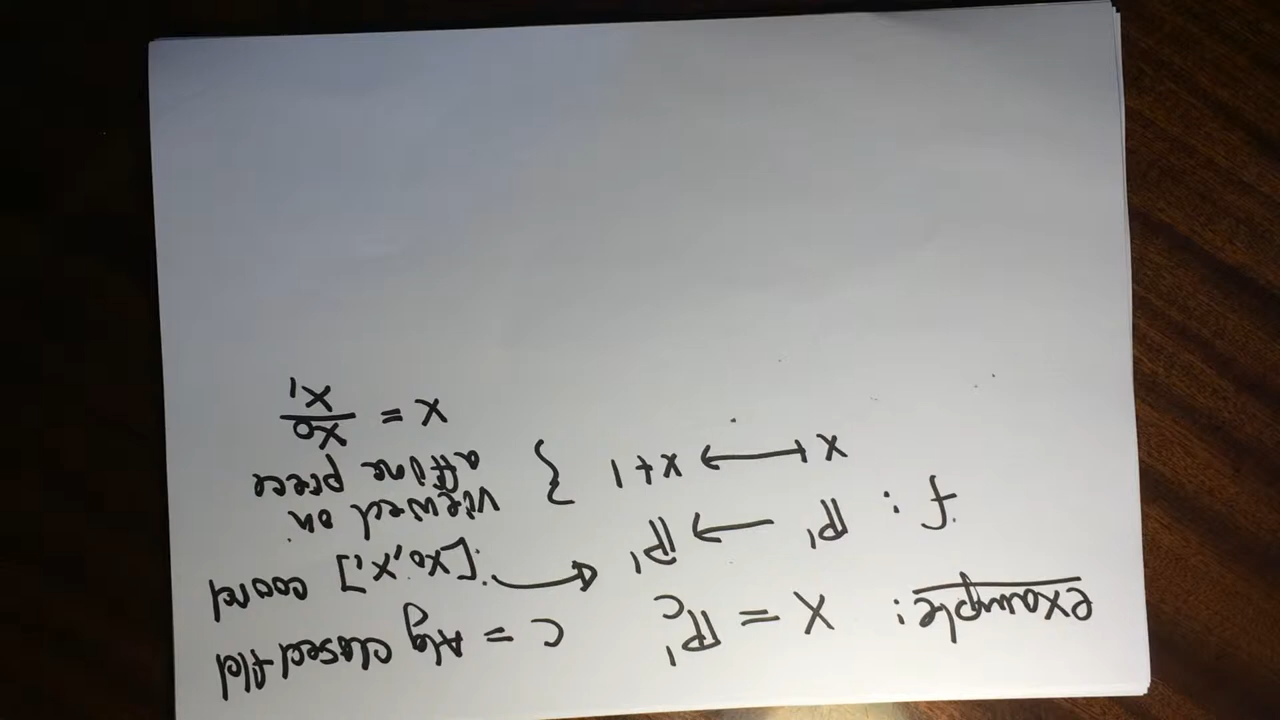 example: X = ℙ¹_C   C = Alg closed fld
f: ℙ¹ → ℙ¹   [x₀, x₁] coord
x ↦ x+1 } viewed on affine piece
x = x₀/x₁